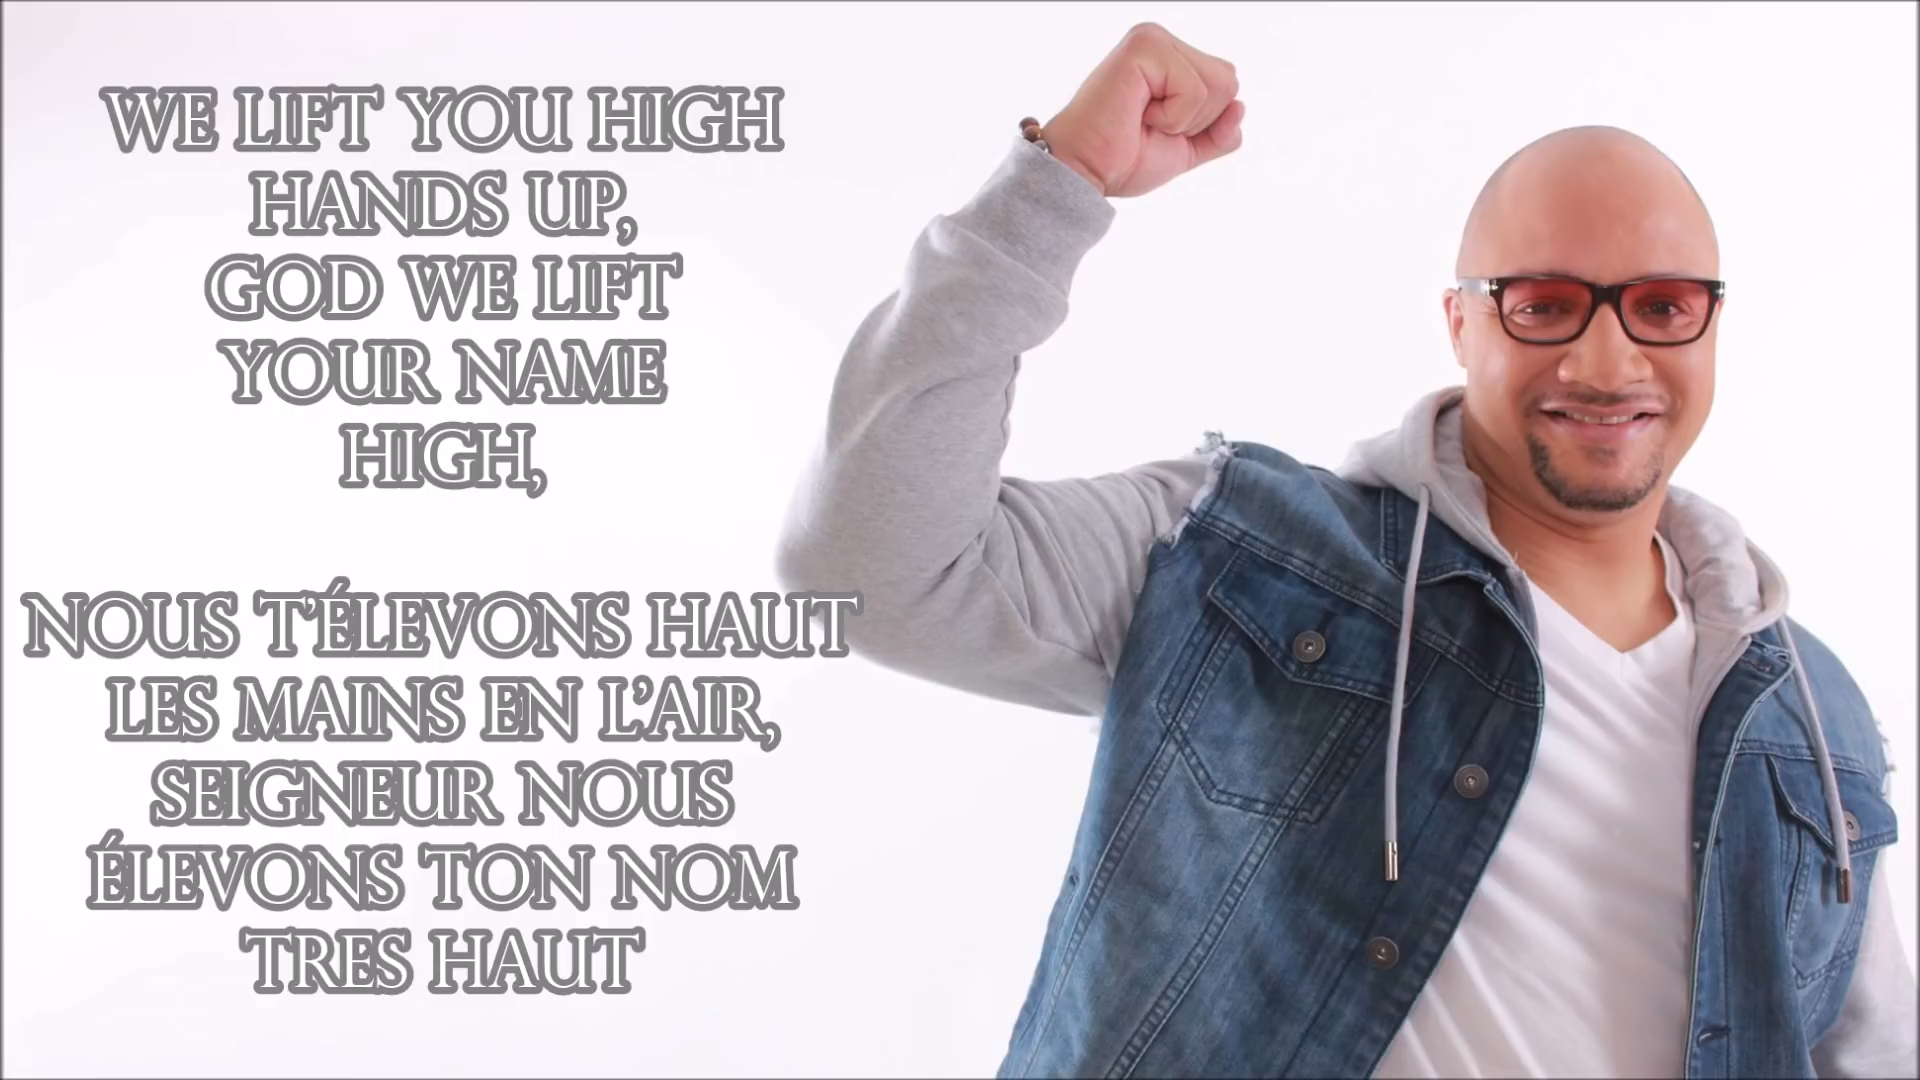 WE LIFT YOU HIGH
HANDS UP,
GOD WE LIFT
YOUR NAME
HIGH,
NOUS T'ÉLEVONS HAUT
LES MAINS EN L'AIR,
SEIGNEUR NOUS
ÉLEVONS TON NOM
TRES HAUT